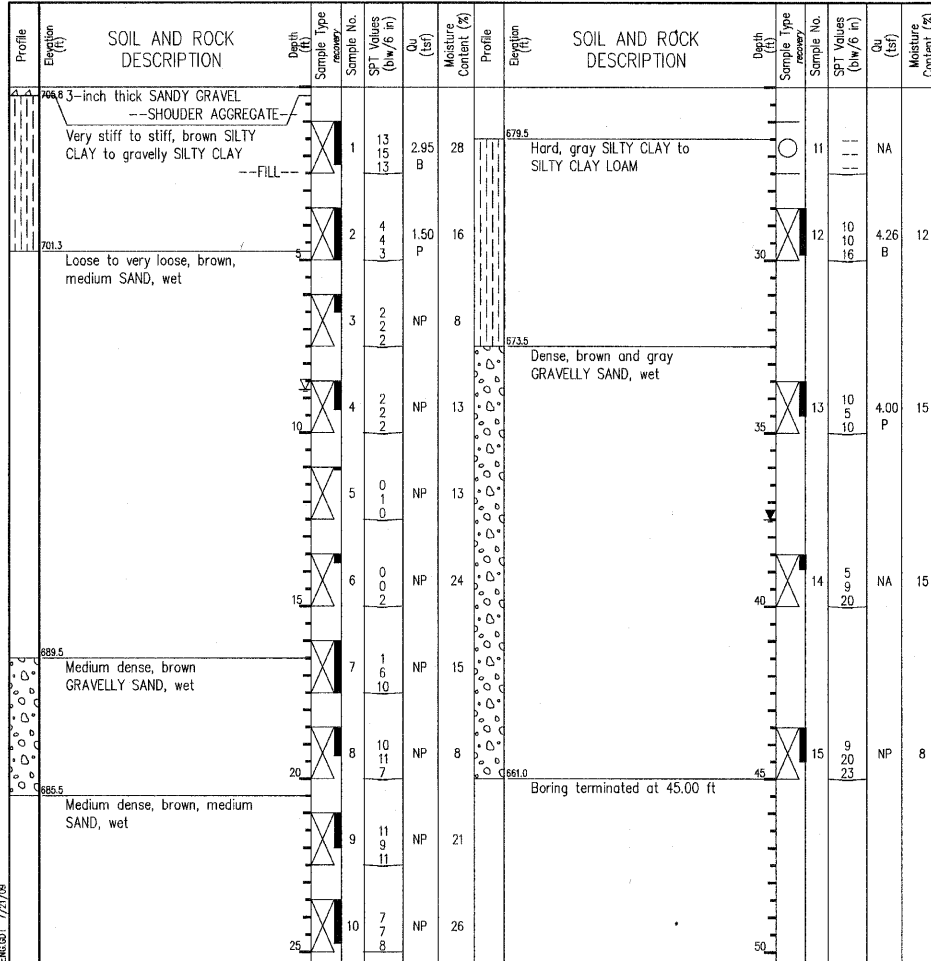 Profile
Elevation (ft)
SOIL AND ROCK
DESCRIPTION
Depth (ft)
Sample Type
recovery
Sample No.
SPT Values (blw/6 in)
Qu (tsf)
Moisture Content (%)
3-inch thick SANDY GRAVEL
--SHOUDER AGGREGATE--
Very stiff to stiff, brown SILTY
CLAY to gravelly SILTY CLAY
--FILL--
1
13
15
13
2.95
B
28
2
4
4
3
1.50
P
16
701.3
5
Loose to very loose, brown,
medium SAND, wet
3
2
2
2
NP
8
4
2
2
2
NP
13
10
5
0
1
0
NP
13
6
0
0
2
NP
24
15
689.5
Medium dense, brown
GRAVELLY SAND, wet
7
1
6
10
NP
15
8
10
11
7
NP
8
20
685.5
Medium dense, brown, medium
SAND, wet
9
11
9
11
NP
21
10
7
7
8
NP
26
25
Profile
Elevation (ft)
SOIL AND ROCK
DESCRIPTION
Depth (ft)
Sample Type
recovery
Sample No.
SPT Values (blw/6 in)
Qu (tsf)
Moisture Content (%)
679.5
Hard, gray SILTY CLAY to
SILTY CLAY LOAM
11
--
--
--
NA
12
10
10
16
4.26
B
12
30
673.5
Dense, brown and gray
GRAVELLY SAND, wet
13
10
5
10
4.00
P
15
35
14
5
9
20
NA
15
40
15
9
20
23
NP
8
661.0
45
Boring terminated at 45.00 ft
50
7/21/09